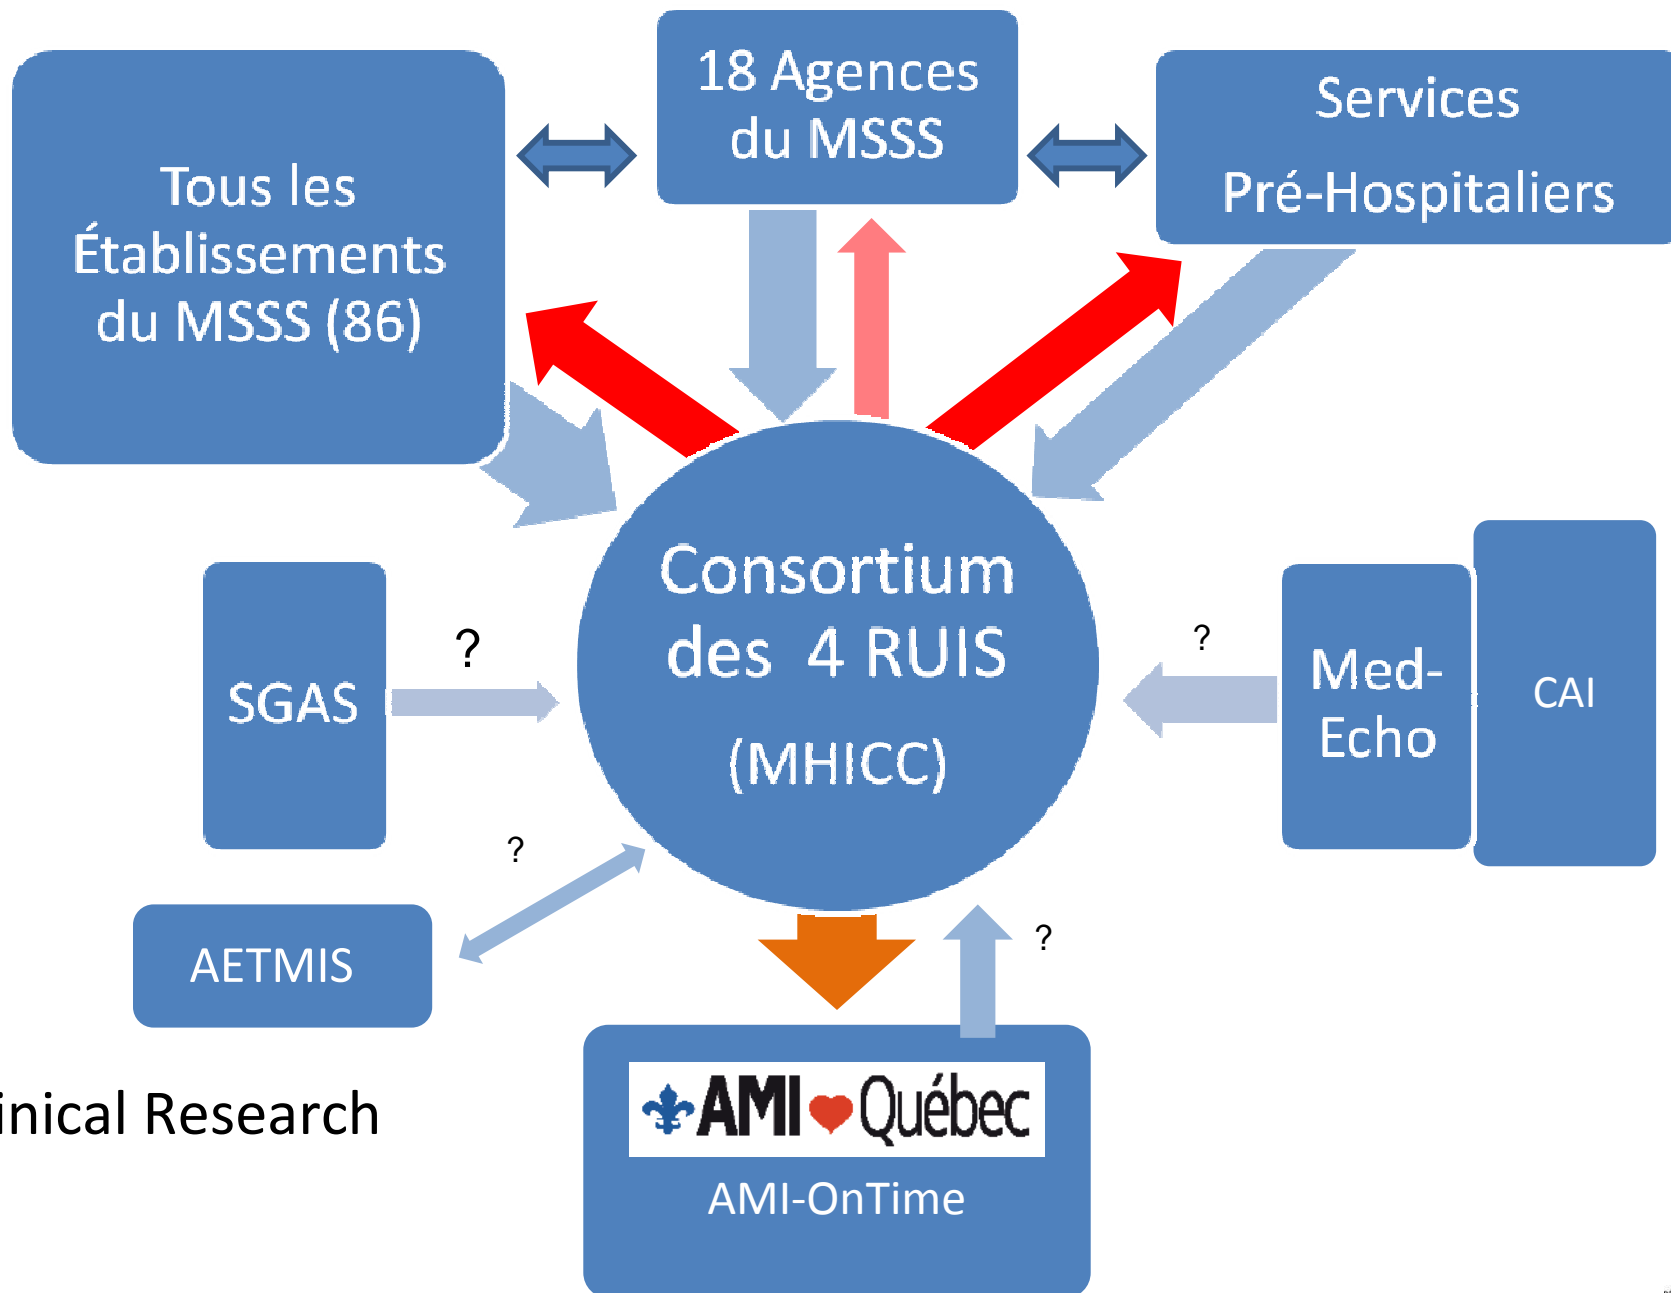 18 Agences
du MSSS
Services
Pré-Hospitaliers
Tous les
Établissements
du MSSS (86)
Consortium
des 4 RUIS
(MHICC)
?
SGAS
?
Med-
Echo
CAI
?
AETMIS
?
AMI Québec
AMI-OnTime
inical Research